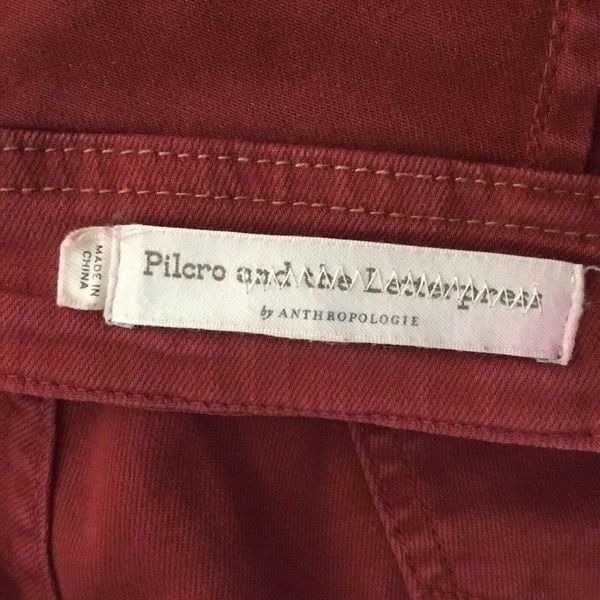 Pilcro and the Letterpress
by ANTHROPOLOGIE
MADE IN
CHINA